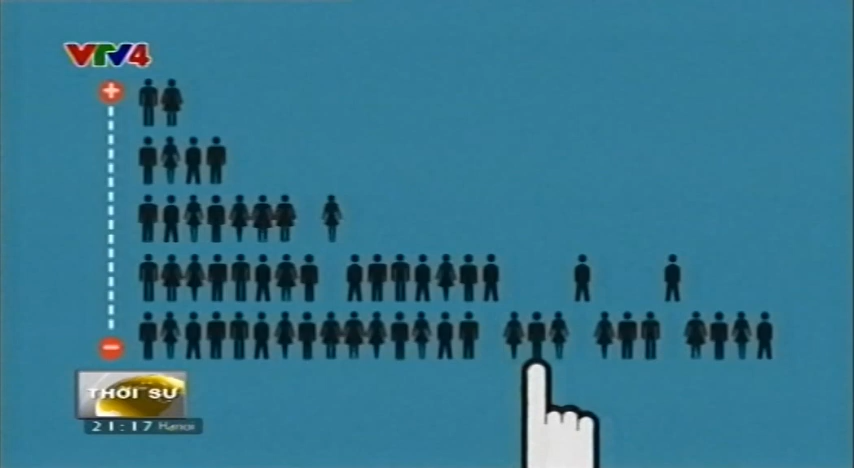 VTV4
+
−
THỜI SỰ
21:17 Hanoi